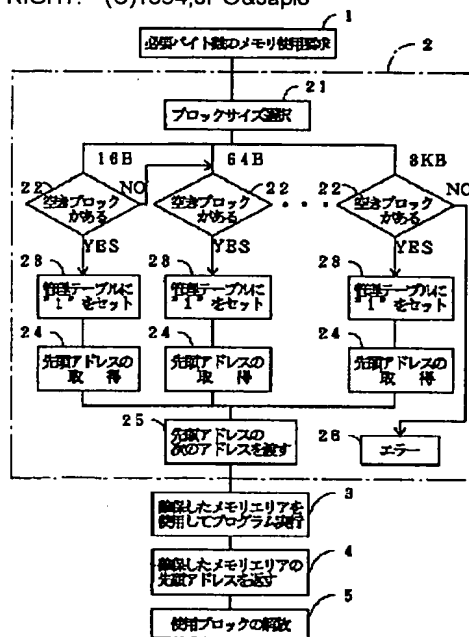 RIGHT: (C)1994,JPO&Japio
1
必要バイト数のメモリ使用要求
2
21
ブロックサイズ選択
16B
64B
8KB
22
空きブロック
がある
NO
22
空きブロック
がある
22
空きブロック
がある
NO
YES
YES
YES
23
管理テーブルに
"1"をセット
23
管理テーブルに
"1"をセット
23
管理テーブルに
"1"をセット
24
先頭アドレスの
取得
24
先頭アドレスの
取得
24
先頭アドレスの
取得
25
先頭アドレスの
次のアドレスを渡す
26
エラー
3
確保したメモリエリアを
使用してプログラム実行
4
確保したメモリエリアの
先頭アドレスを返す
5
使用ブロックの解放